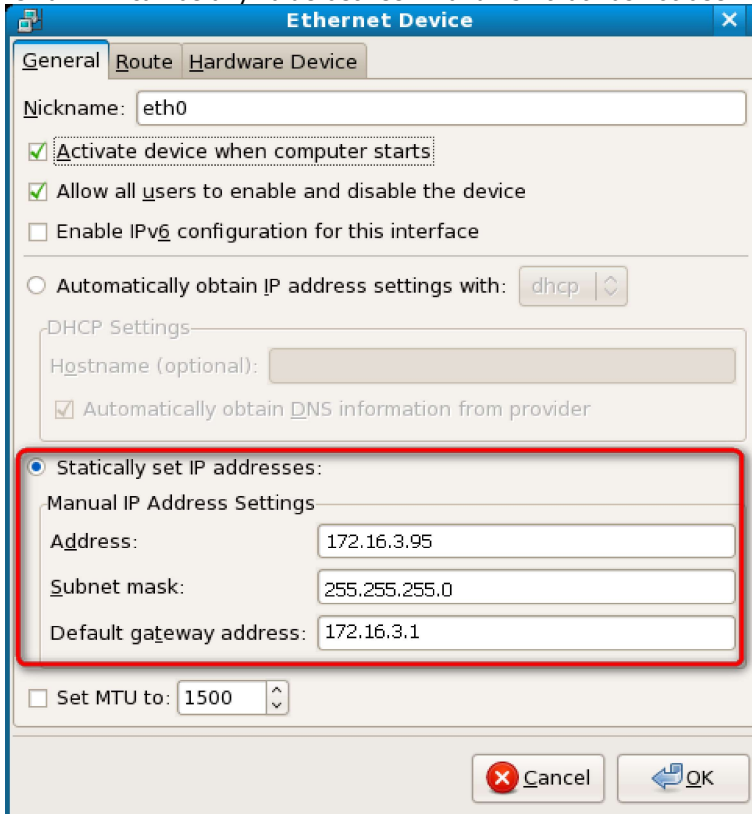 Ethernet Device
General Route Hardware Device
Nickname: eth0
Activate device when computer starts
Allow all users to enable and disable the device
Enable IPv6 configuration for this interface
Automatically obtain IP address settings with: dhcp
DHCP Settings
Hostname (optional):
Automatically obtain DNS information from provider
Statically set IP addresses:
Manual IP Address Settings
Address: 172.16.3.95
Subnet mask: 255.255.255.0
Default gateway address: 172.16.3.1
Set MTU to: 1500
Cancel OK